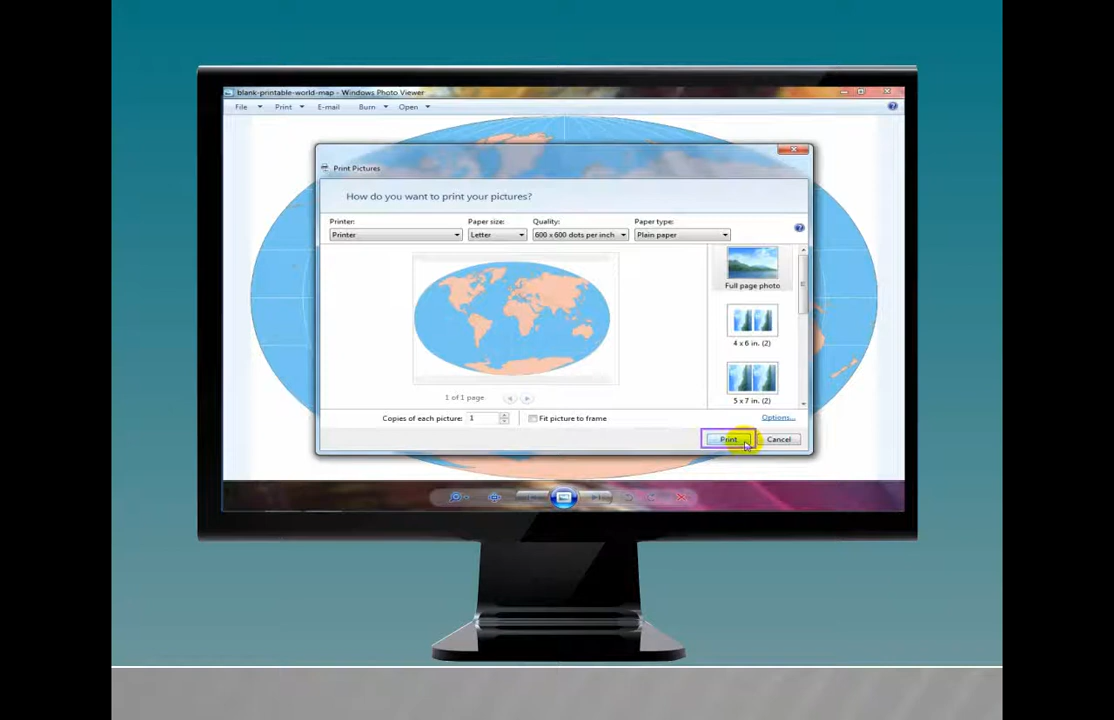 blank-printable-world-map - Windows Photo Viewer
File Print E-mail Burn Open
Print Pictures
How do you want to print your pictures?
Printer: Paper size: Quality: Paper type:
Printer Letter 600 x 600 dots per inch Plain paper
Full page photo
4 x 6 in. (2)
5 x 7 in. (2)
1 of 1 page
Copies of each picture: 1 Fit picture to frame Options...
Print Cancel